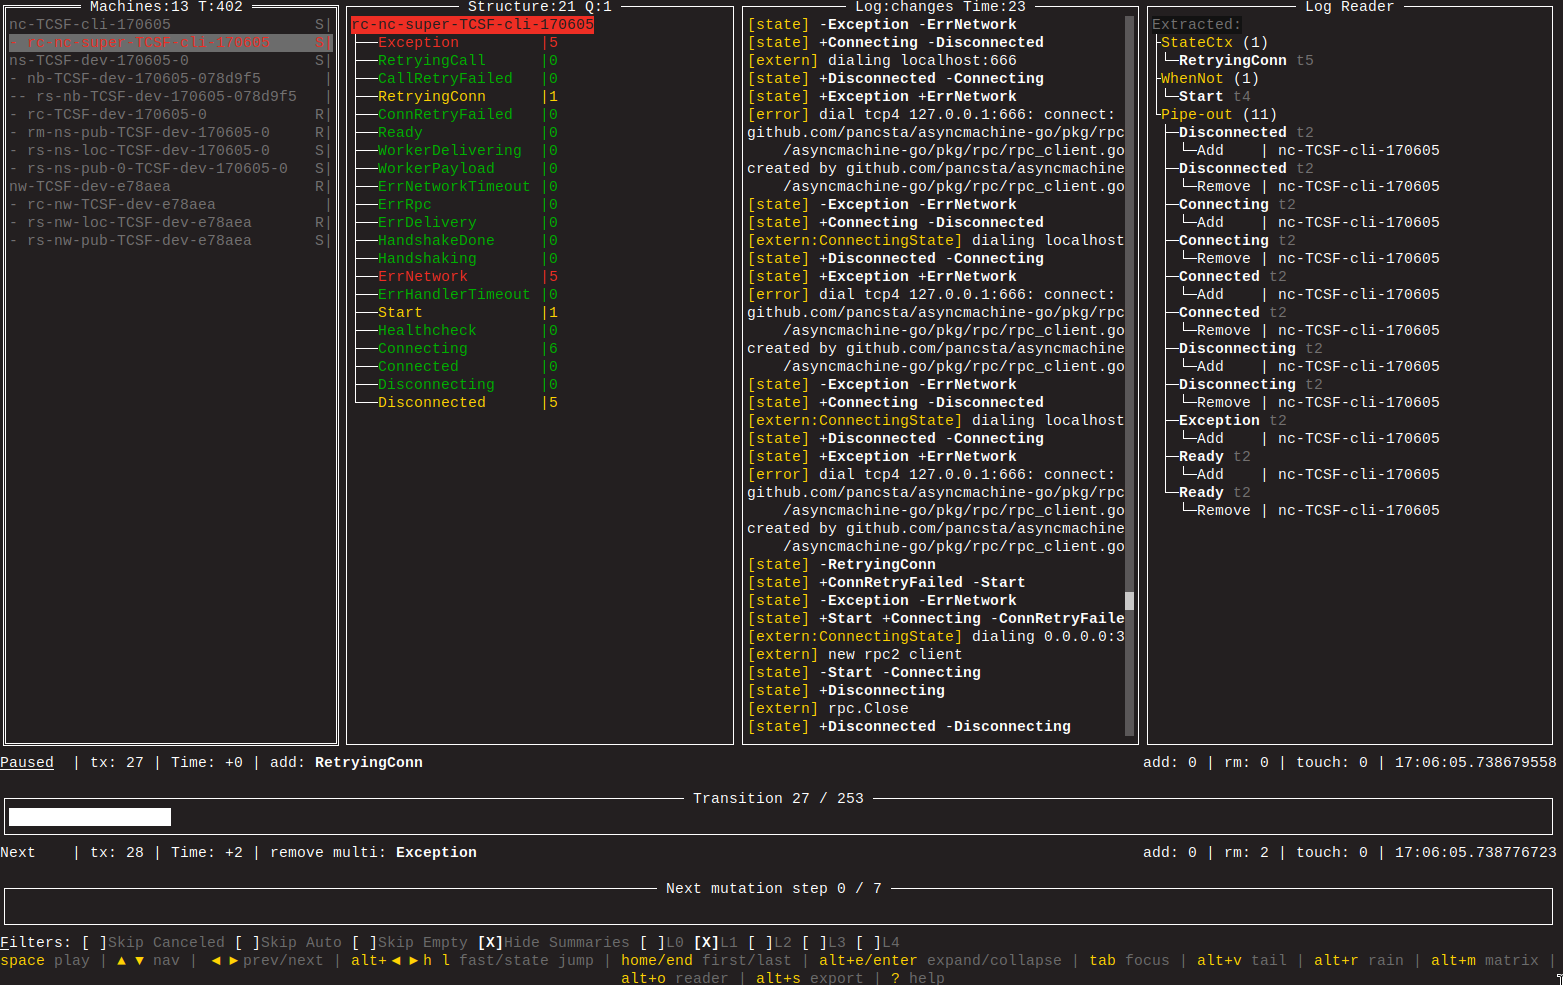 Machines:13 T:402
nc-TCSF-cli-170605 S|
- rc-nc-super-TCSF-cli-170605 S|
ns-TCSF-dev-170605-0 S|
- nb-TCSF-dev-170605-078d9f5 |
-- rs-nb-TCSF-dev-170605-078d9f5 |
- rc-TCSF-dev-170605-0 R|
- rm-ns-pub-TCSF-dev-170605-0 R|
- rs-ns-loc-TCSF-dev-170605-0 S|
- rs-ns-pub-0-TCSF-dev-170605-0 S|
nw-TCSF-dev-e78aea R|
- rc-nw-TCSF-dev-e78aea |
- rs-nw-loc-TCSF-dev-e78aea R|
- rs-nw-pub-TCSF-dev-e78aea S|
Structure:21 Q:1
rc-nc-super-TCSF-cli-170605
Exception |5
RetryingCall |0
CallRetryFailed |0
RetryingConn |1
ConnRetryFailed |0
Ready |0
WorkerDelivering |0
WorkerPayload |0
ErrNetworkTimeout |0
ErrRpc |0
ErrDelivery |0
HandshakeDone |0
Handshaking |0
ErrNetwork |5
ErrHandlerTimeout |0
Start |1
Healthcheck |0
Connecting |6
Connected |0
Disconnecting |0
Disconnected |5
Log:changes Time:23
[state] -Exception -ErrNetwork
[state] +Connecting -Disconnected
[extern] dialing localhost:666
[state] +Disconnected -Connecting
[state] +Exception +ErrNetwork
[error] dial tcp4 127.0.0.1:666: connect:
github.com/pancsta/asyncmachine-go/pkg/rpc
/asyncmachine-go/pkg/rpc/rpc_client.go
created by github.com/pancsta/asyncmachine
/asyncmachine-go/pkg/rpc/rpc_client.go
[state] -Exception -ErrNetwork
[state] +Connecting -Disconnected
[extern:ConnectingState] dialing localhost
[state] +Disconnected -Connecting
[state] +Exception +ErrNetwork
[error] dial tcp4 127.0.0.1:666: connect:
github.com/pancsta/asyncmachine-go/pkg/rpc
/asyncmachine-go/pkg/rpc/rpc_client.go
created by github.com/pancsta/asyncmachine
/asyncmachine-go/pkg/rpc/rpc_client.go
[state] -Exception -ErrNetwork
[state] +Connecting -Disconnected
[extern:ConnectingState] dialing localhost
[state] +Disconnected -Connecting
[state] +Exception +ErrNetwork
[error] dial tcp4 127.0.0.1:666: connect:
github.com/pancsta/asyncmachine-go/pkg/rpc
/asyncmachine-go/pkg/rpc/rpc_client.go
created by github.com/pancsta/asyncmachine
/asyncmachine-go/pkg/rpc/rpc_client.go
[state] -RetryingConn
[state] +ConnRetryFailed -Start
[state] -Exception -ErrNetwork
[state] +Start +Connecting -ConnRetryFaile
[extern:ConnectingState] dialing 0.0.0.0:3
[extern] new rpc2 client
[state] -Start -Connecting
[state] +Disconnecting
[extern] rpc.Close
[state] +Disconnected -Disconnecting
Log Reader
Extracted:
StateCtx (1)
RetryingConn t5
WhenNot (1)
Start t4
Pipe-out (11)
Disconnected t2
Add | nc-TCSF-cli-170605
Disconnected t2
Remove | nc-TCSF-cli-170605
Connecting t2
Add | nc-TCSF-cli-170605
Connecting t2
Remove | nc-TCSF-cli-170605
Connected t2
Add | nc-TCSF-cli-170605
Connected t2
Remove | nc-TCSF-cli-170605
Disconnecting t2
Add | nc-TCSF-cli-170605
Disconnecting t2
Remove | nc-TCSF-cli-170605
Exception t2
Add | nc-TCSF-cli-170605
Ready t2
Add | nc-TCSF-cli-170605
Ready t2
Remove | nc-TCSF-cli-170605
Paused | tx: 27 | Time: +0 | add: RetryingConn add: 0 | rm: 0 | touch: 0 | 17:06:05.738679558
Transition 27 / 253
Next | tx: 28 | Time: +2 | remove multi: Exception add: 0 | rm: 2 | touch: 0 | 17:06:05.738776723
Next mutation step 0 / 7
Filters: [ ]Skip Canceled [ ]Skip Auto [ ]Skip Empty [X]Hide Summaries [ ]L0 [X]L1 [ ]L2 [ ]L3 [ ]L4
space play | ▲ ▼ nav | ◄ ►prev/next | alt+◄ ►h l fast/state jump | home/end first/last | alt+e/enter expand/collapse | tab focus | alt+v tail | alt+r rain | alt+m matrix |
alt+o reader | alt+s export | ? help